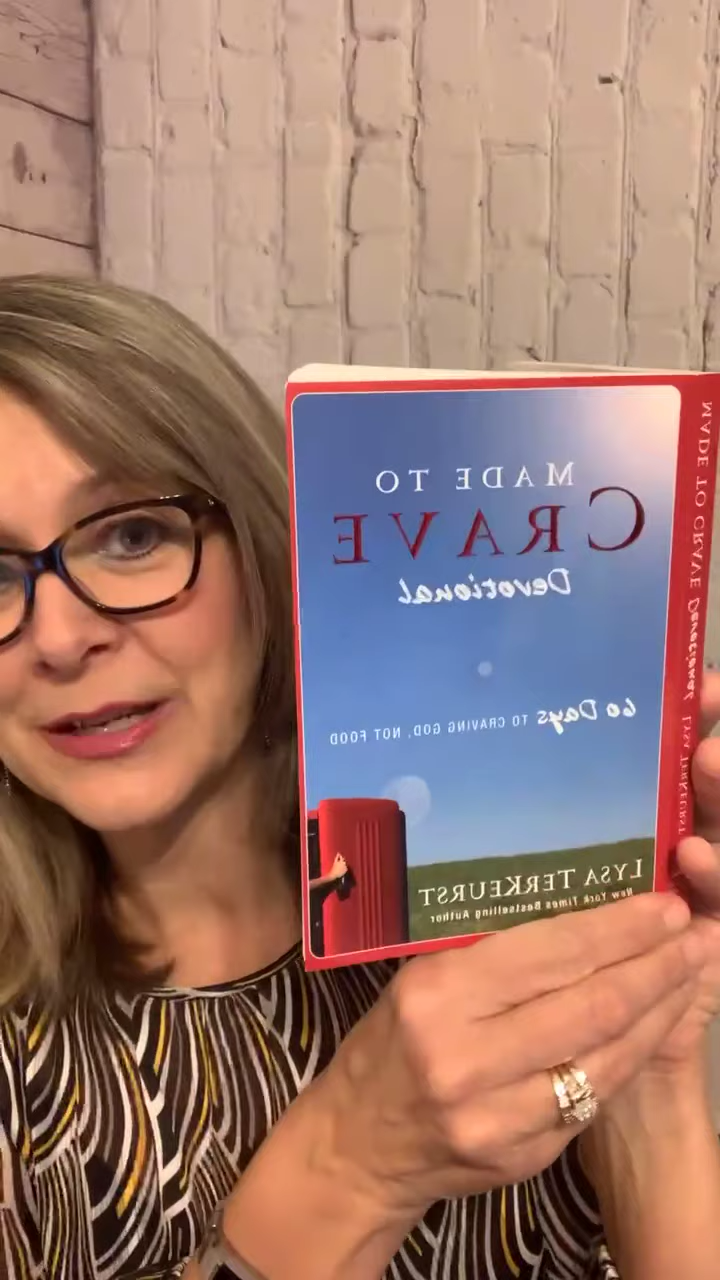 MADE TO
CRAVE
Devotional
60 Days TO CRAVING GOD, NOT FOOD
LYSA TERKEURST
New York Times Bestselling Author
MADE TO CRAVE Devotional LYSA TERKEURST